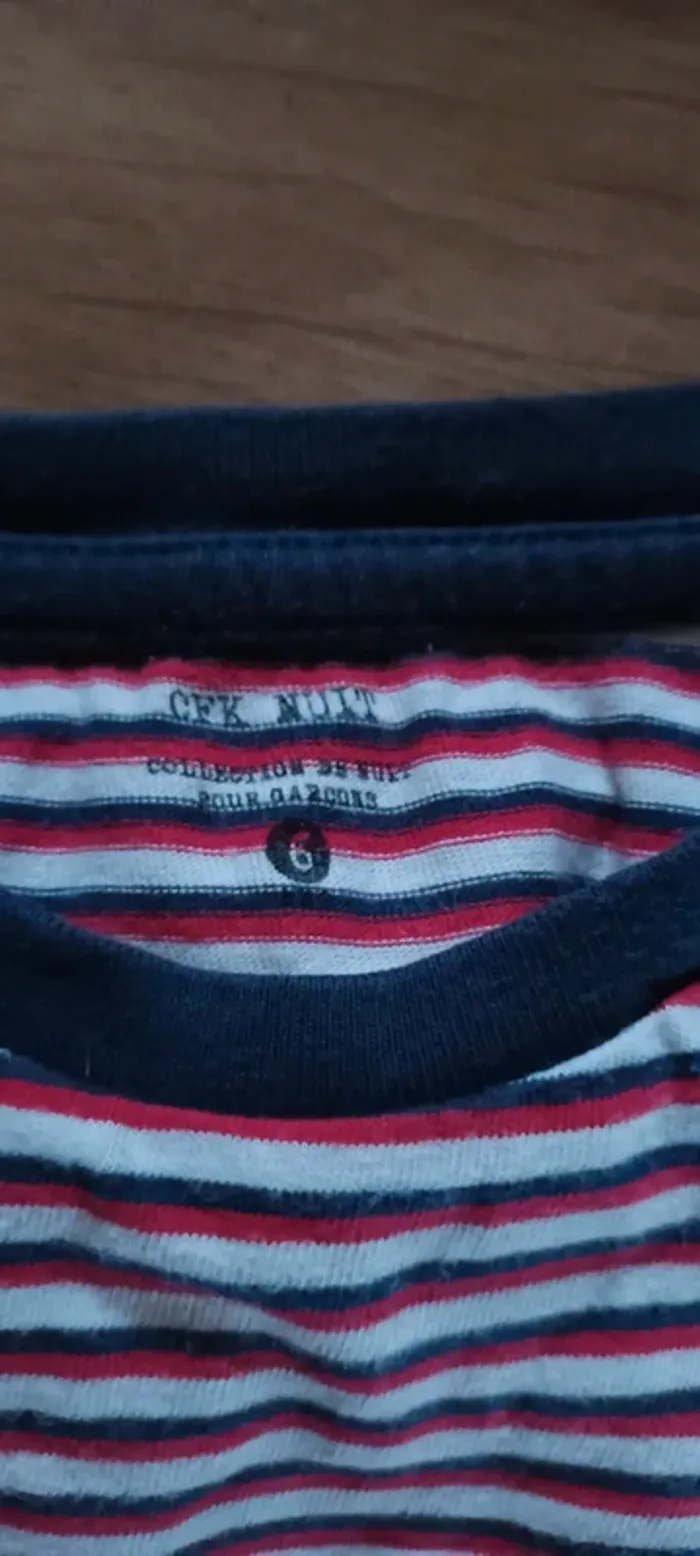 CFK NUIT
COLLECTION DE NUIT
POUR GARÇONS
6